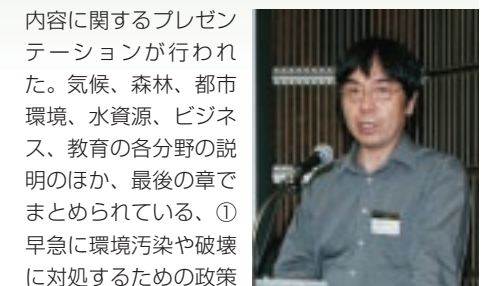 内容に関するプレゼン
テーションが行われ
た。気候、森林、都市
環境、水資源、ビジネ
ス、教育の各分野の説
明のほか、最後の章で
まとめられている、①
早急に環境汚染や破壊
に対処するための政策